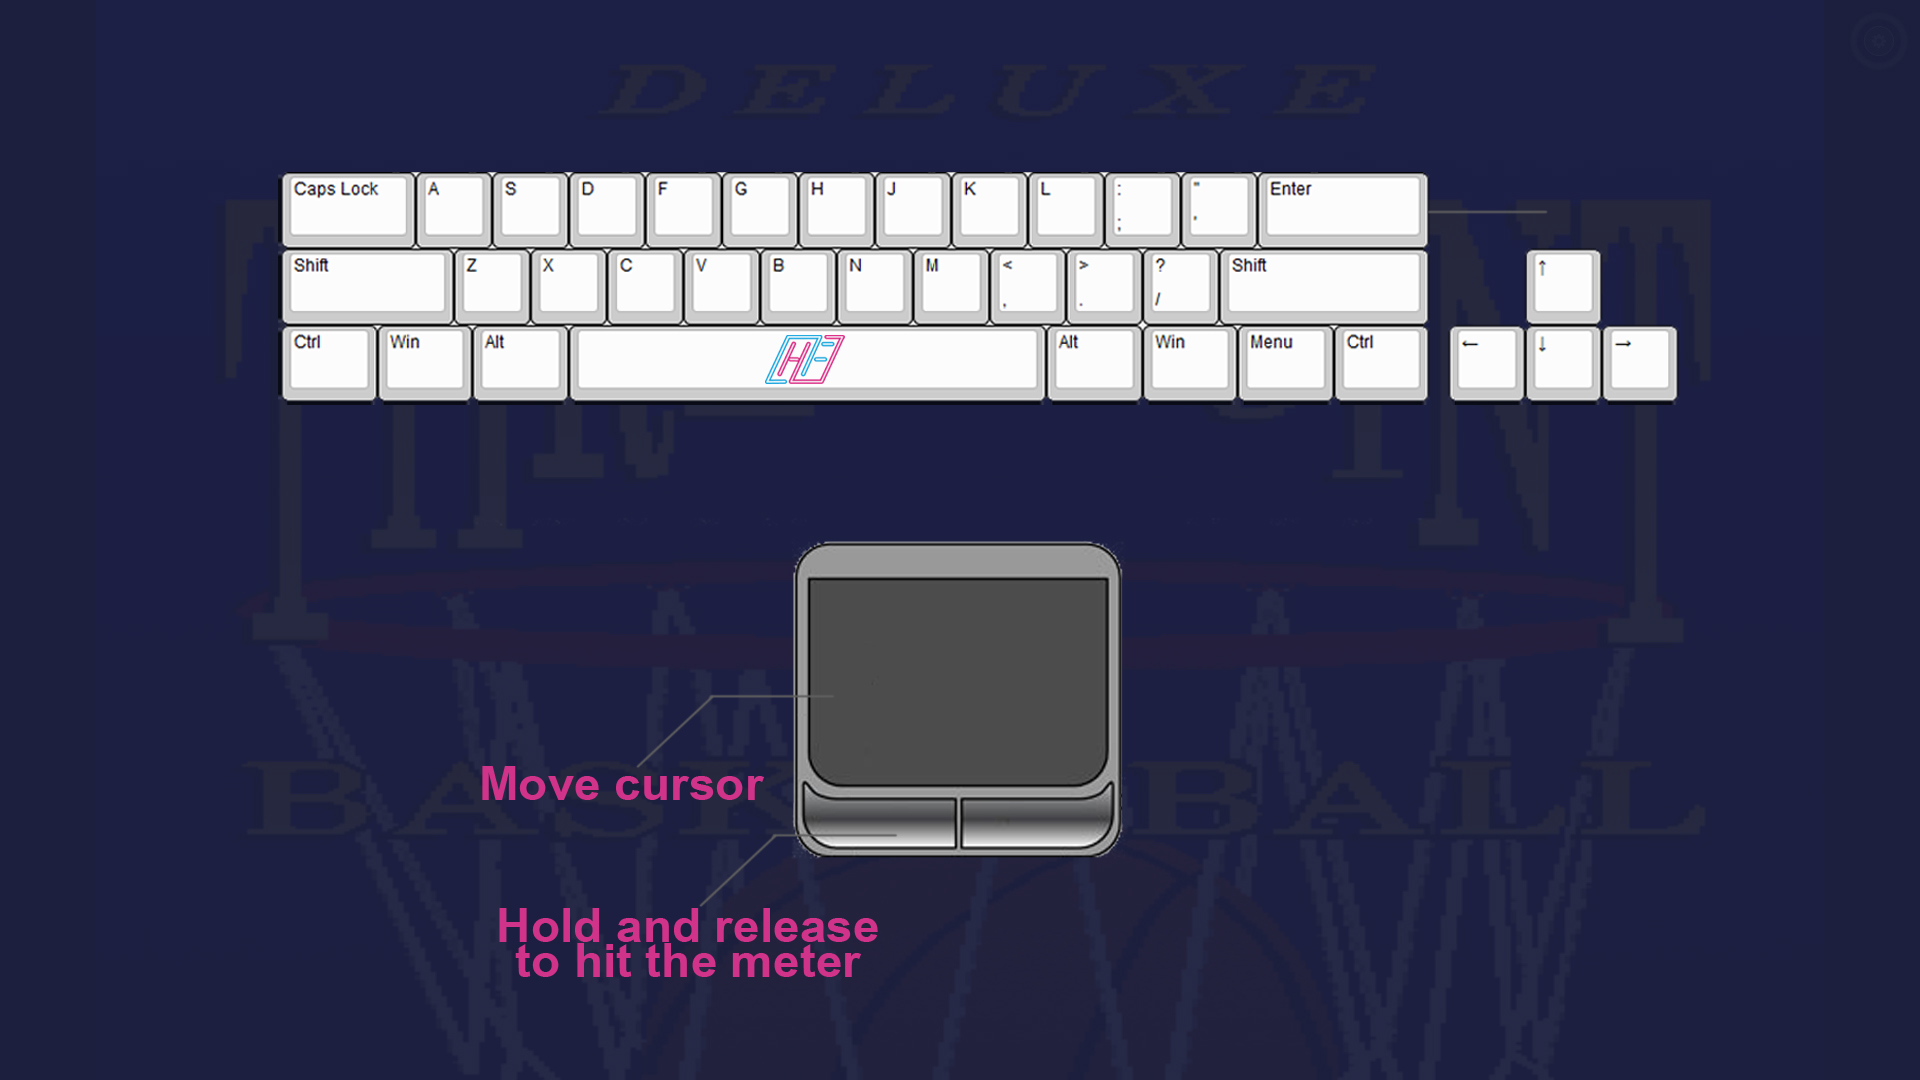 DELUXE
Caps Lock A S D F G H J K L : ; " ' Enter
Shift Z X C V B N M < , > . ? / Shift ↑
Ctrl Win Alt Alt Win Menu Ctrl ← ↓ →
Move cursor
Hold and release
to hit the meter